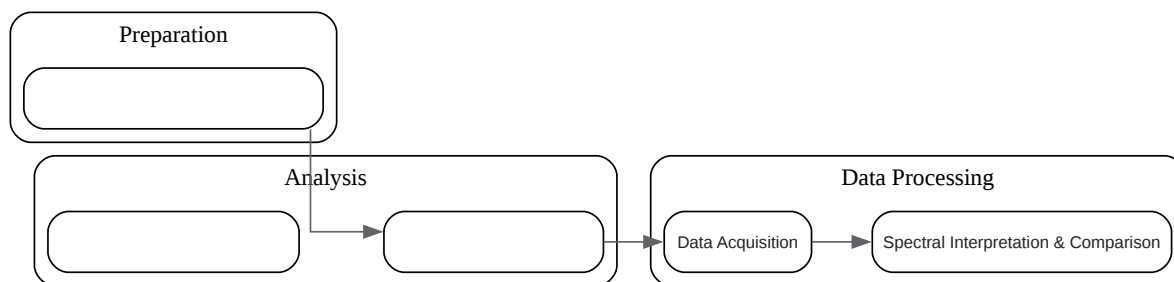 Preparation
Analysis
Data Processing
Data Acquisition
Spectral Interpretation & Comparison